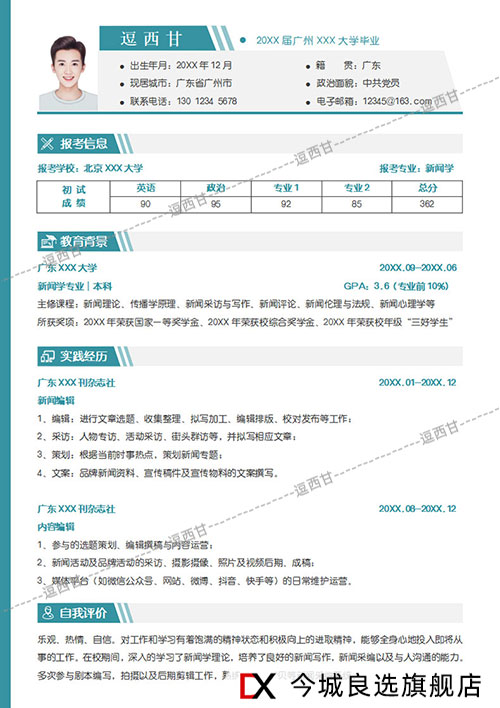 逗西甘
20XX 届广州 XXX 大学毕业
出生年月：20XX 年 12 月
籍 贯：广东
现居城市：广东省广州市
政治面貌：中共党员
联系电话：130 1234 5678
电子邮箱：12345@163.com
报考信息
报考学校：北京 XXX 大学
报考专业：新闻学
初 试 成 绩
英语 政治 专业 1 专业 2 总分
90 95 92 85 362
教育背景
广东 XXX 大学
20XX.09-20XX.06
新闻学专业｜本科
GPA：3.6（专业前 10%）
主修课程：新闻理论、传播学原理、新闻采访与写作、新闻评论、新闻伦理与法规、新闻心理学等
所获奖项：20XX 年荣获国家一等奖学金、20XX 年荣获校综合奖学金、20XX 年荣获校年级“三好学生”
实践经历
广东 XXX 刊杂志社
20XX.01-20XX.12
新闻编辑
1、编辑：进行文章选题、收集整理、拟写加工、编辑排版、校对发布等工作；
2、采访：人物专访、活动采访、街头群访等，并拟写相应文章；
3、策划：根据当前时事热点，策划新闻专题；
4、文案：品牌新闻资料、宣传稿件及宣传物料的文案撰写。
广东 XXX 刊杂志社
20XX.08-20XX.12
内容编辑
1、参与的选题策划、编辑撰稿与内容运营；
2、新闻活动及品牌活动的采访、摄影摄像、照片及视频后期、成稿；
3、媒体平台（如微信公众号、网站、微博、抖音、快手等）的日常维护运营。
自我评价
乐观、热情、自信。对工作和学习有着饱满的精神状态和积极向上的进取精神，能够全身心地投入即将从
事的工作。在校期间，深入的学习了新闻学理论，培养了良好的新闻写作、新闻采编以及与人沟通的能力，
多次参与剧本编写，拍摄以及后期剪辑工作，
DX 今城良选旗舰店
逗西甘
逗西甘
逗西甘
逗西甘
逗西甘
逗西甘